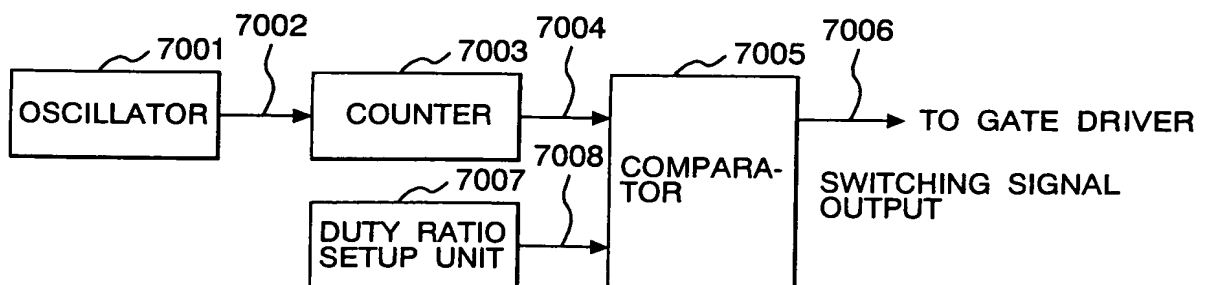 7001
7002
7003
7004
7005
7006
OSCILLATOR
COUNTER
TO GATE DRIVER
7007
7008
COMPARA-
TOR
SWITCHING SIGNAL
OUTPUT
DUTY RATIO
SETUP UNIT